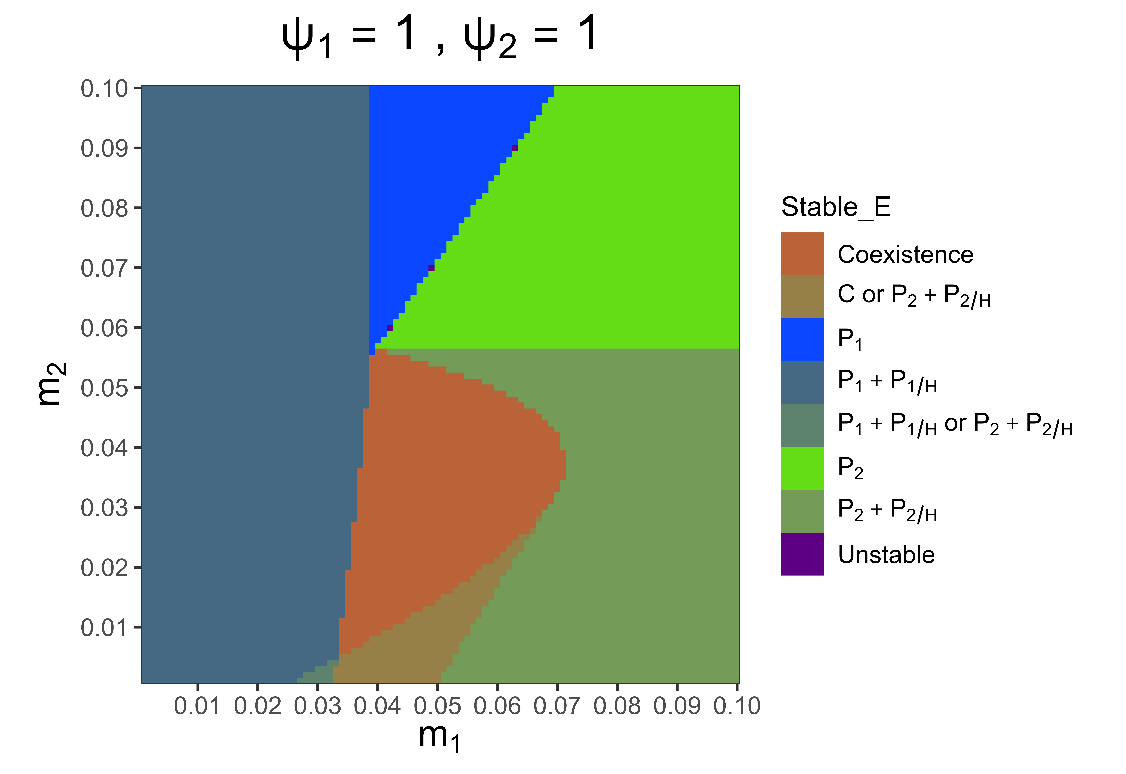 ψ₁ = 1 , ψ₂ = 1
0.10
0.09
0.08
0.07
0.06
0.05
0.04
0.03
0.02
0.01
m₂
0.01 0.02 0.03 0.04 0.05 0.06 0.07 0.08 0.09 0.10
m₁
Stable_E
Coexistence
C or P₂ + P₂/H
P₁
P₁ + P₁/H
P₁ + P₁/H or P₂ + P₂/H
P₂
P₂ + P₂/H
Unstable